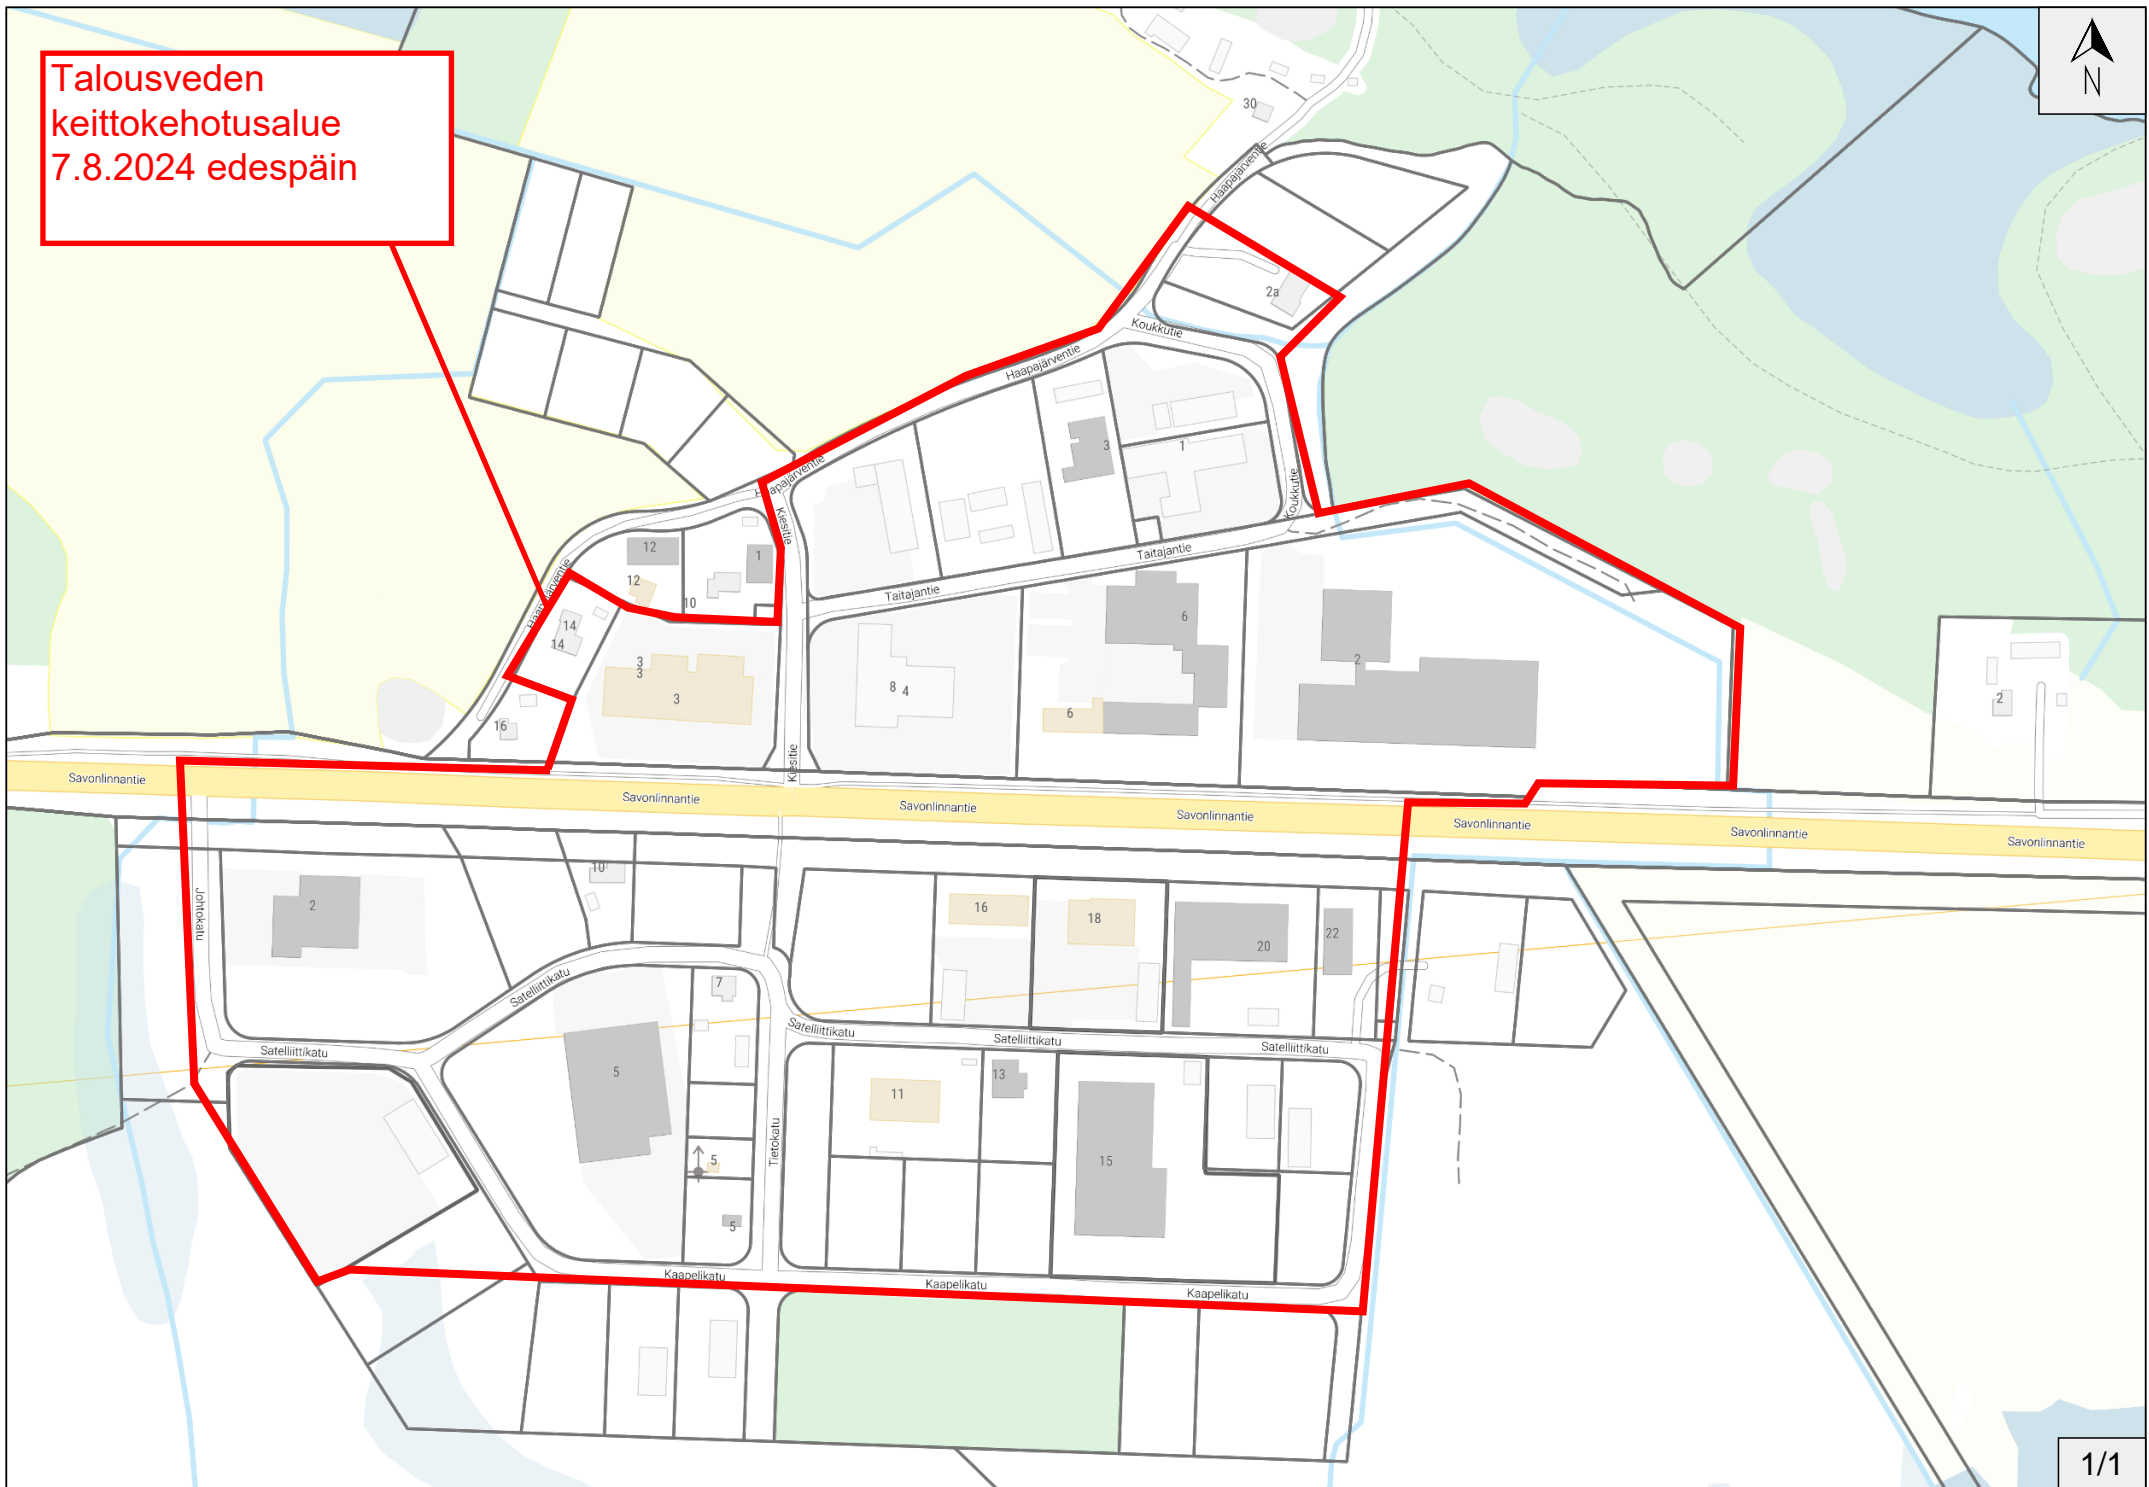 Talousveden
keittokehotusalue
7.8.2024 edespäin
N
30
Haapajärventie
2a
Koukkutie
Haapajärventie
3
1
Haapajärventie
Koukkutie
Kiesitie
12
1
Taitajantie
12
10
Taitajantie
Haapajärventie
14
14
6
3
3
3
8 4
2
6
2
16
Kiesitie
Savonlinnantie
Savonlinnantie
Savonlinnantie
Savonlinnantie
Savonlinnantie
Savonlinnantie
Savonlinnantie
10
Johtokatu
2
16
18
20
22
7
Satelliittikatu
Satelliittikatu
Satelliittikatu
Satelliittikatu
Satelliittikatu
5
11
13
Tietokatu
5
15
5
Kaapelikatu
Kaapelikatu
Kaapelikatu
1/1